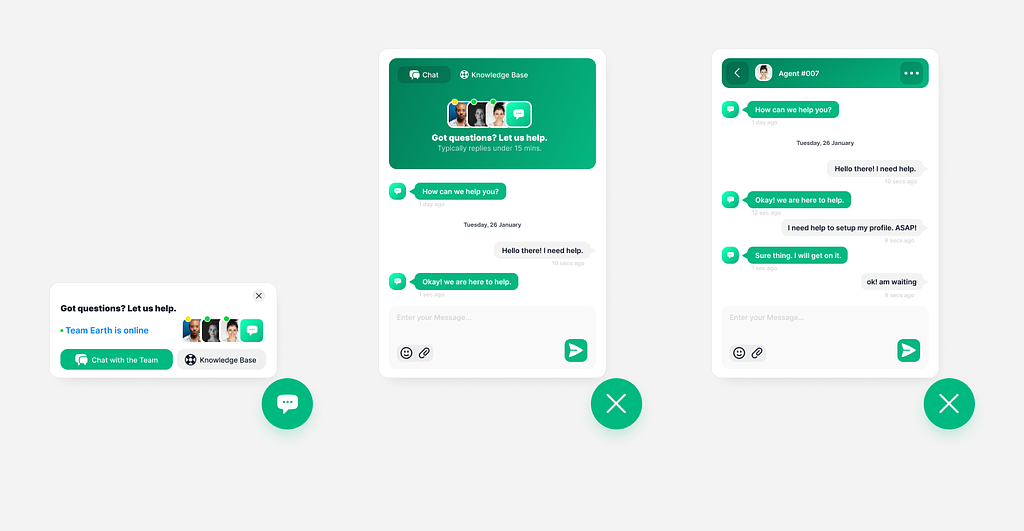 Got questions? Let us help.
Team Earth is online
Chat with the Team
Knowledge Base
Chat
Knowledge Base
Got questions? Let us help.
Typically replies under 15 mins.
How can we help you?
1 day ago
Tuesday, 26 January
Hello there! I need help.
10 secs ago
Okay! we are here to help.
1 sec ago
Enter your Message...
Agent #007
How can we help you?
1 day ago
Tuesday, 26 January
Hello there! I need help.
10 secs ago
Okay! we are here to help.
12 sec ago
I need help to setup my profile. ASAP!
9 secs ago
Sure thing. I will get on it.
1 sec ago
ok! am waiting
9 secs ago
Enter your Message...